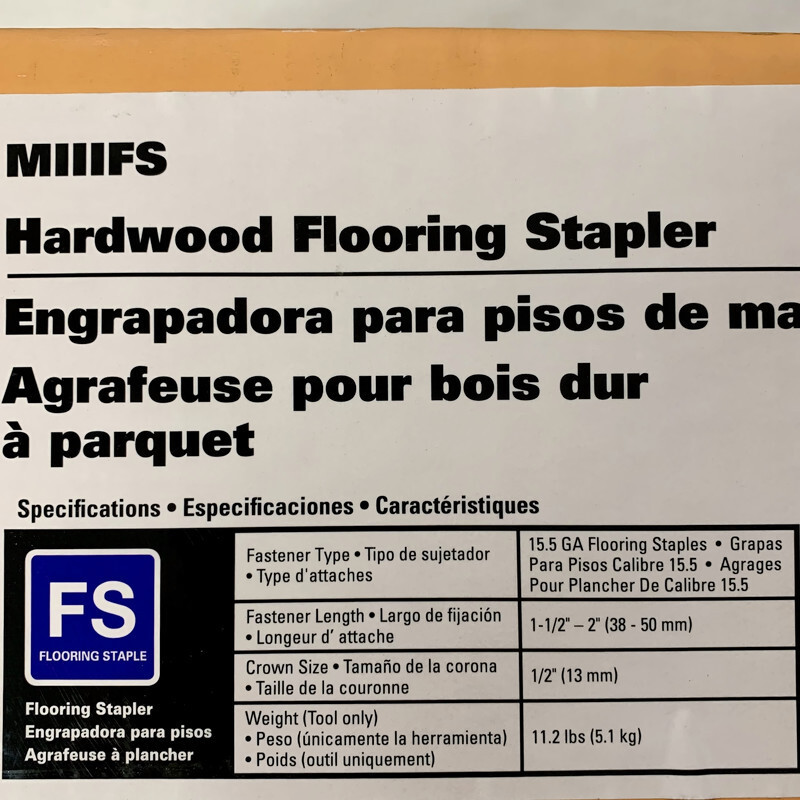 MIIIFS
Hardwood Flooring Stapler
Engrapadora para pisos de ma
Agrafeuse pour bois dur
à parquet
Specifications • Especificaciones • Caractéristiques
FS
FLOORING STAPLE
Flooring Stapler
Engrapadora para pisos
Agrafeuse à plancher
Fastener Type • Tipo de sujetador
• Type d'attaches
15.5 GA Flooring Staples • Grapas
Para Pisos Calibre 15.5 • Agrages
Pour Plancher De Calibre 15.5
Fastener Length • Largo de fijación
• Longeur d' attache
1-1/2" – 2" (38 - 50 mm)
Crown Size • Tamaño de la corona
• Taille de la couronne
1/2" (13 mm)
Weight (Tool only)
• Peso (únicamente la herramienta)
• Poids (outil uniquement)
11.2 lbs (5.1 kg)